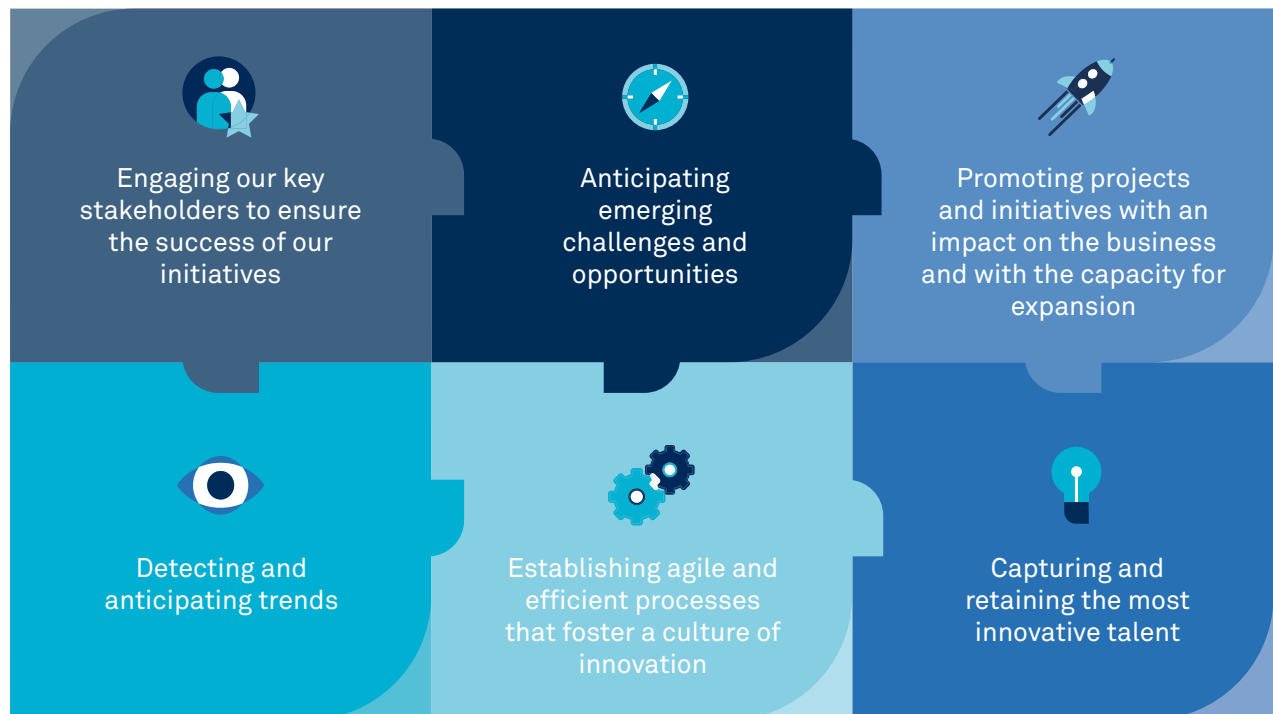 Engaging our key
stakeholders to ensure
the success of our
initiatives
Anticipating
emerging
challenges and
opportunities
Promoting projects
and initiatives with an
impact on the business
and with the capacity for
expansion
Detecting and
anticipating trends
Establishing agile and
efficient processes
that foster a culture of
innovation
Capturing and
retaining the most
innovative talent